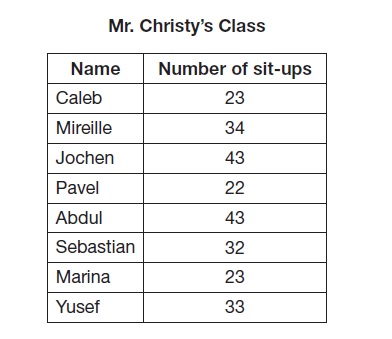 Mr. Christy’s Class
Name Number of sit-ups
Caleb 23
Mireille 34
Jochen 43
Pavel 22
Abdul 43
Sebastian 32
Marina 23
Yusef 33